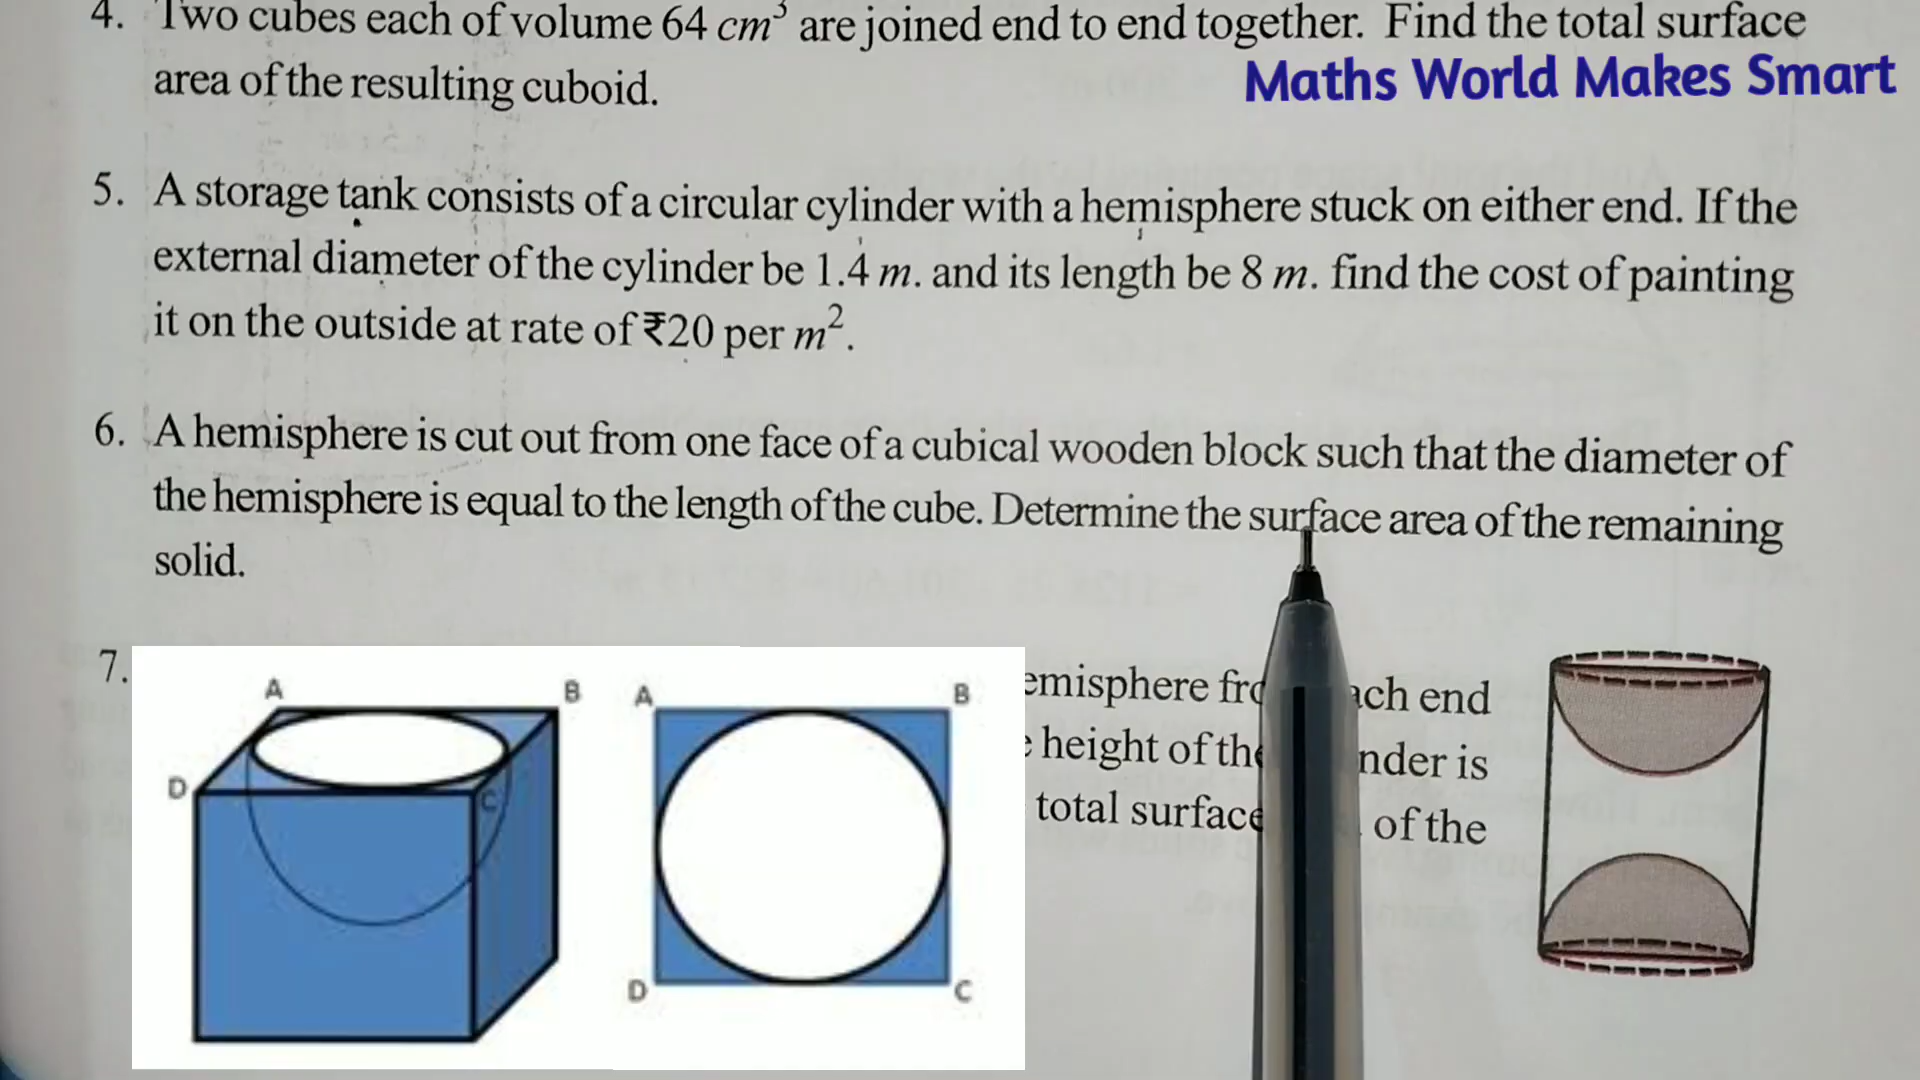 4. Two cubes each of volume 64 cm³ are joined end to end together. Find the total surface
area of the resulting cuboid.
Maths World Makes Smart
5. A storage tank consists of a circular cylinder with a hemisphere stuck on either end. If the
external diameter of the cylinder be 1.4 m. and its length be 8 m. find the cost of painting
it on the outside at rate of ₹20 per m².
6. A hemisphere is cut out from one face of a cubical wooden block such that the diameter of
the hemisphere is equal to the length of the cube. Determine the surface area of the remaining
solid.
7.
A B A B
D C
D C
emisphere fro ach end
height of the nder is
total surface of the